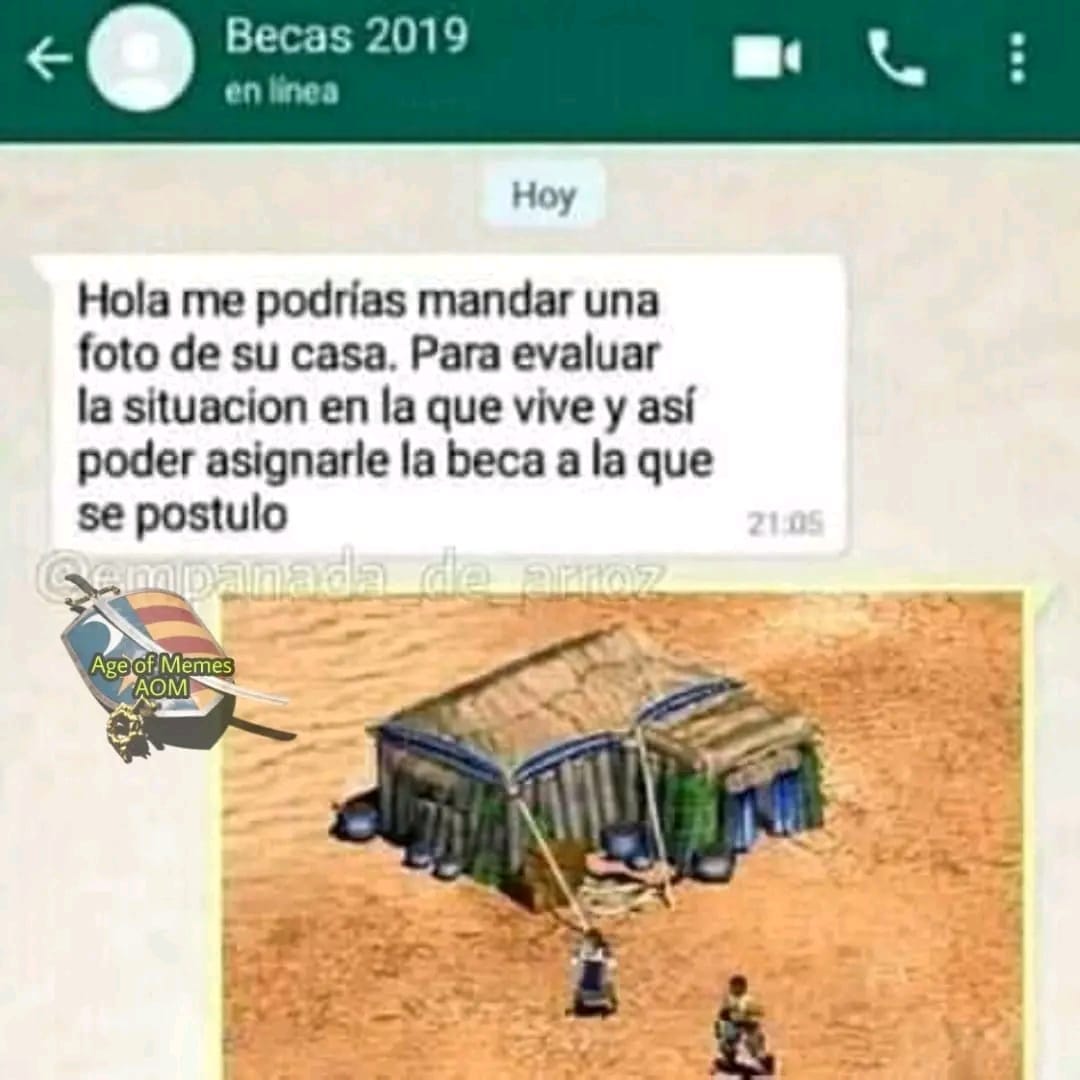 Becas 2019
en línea
Hoy
Hola me podrías mandar una
foto de su casa. Para evaluar
la situacion en la que vive y así
poder asignarle la beca a la que
se postulo
21:05
@empanada_de_arroz
Age of Memes
AOM